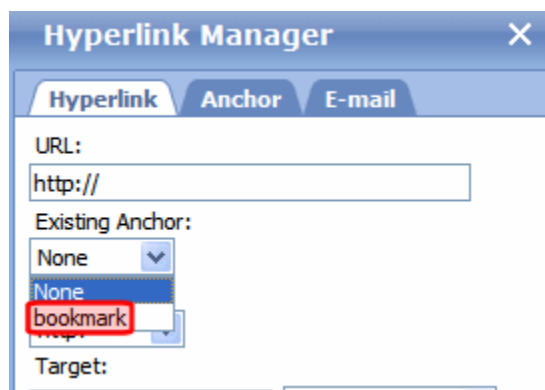 Hyperlink Manager
Hyperlink Anchor E-mail
URL:
http://
Existing Anchor:
None
None
bookmark
Target: